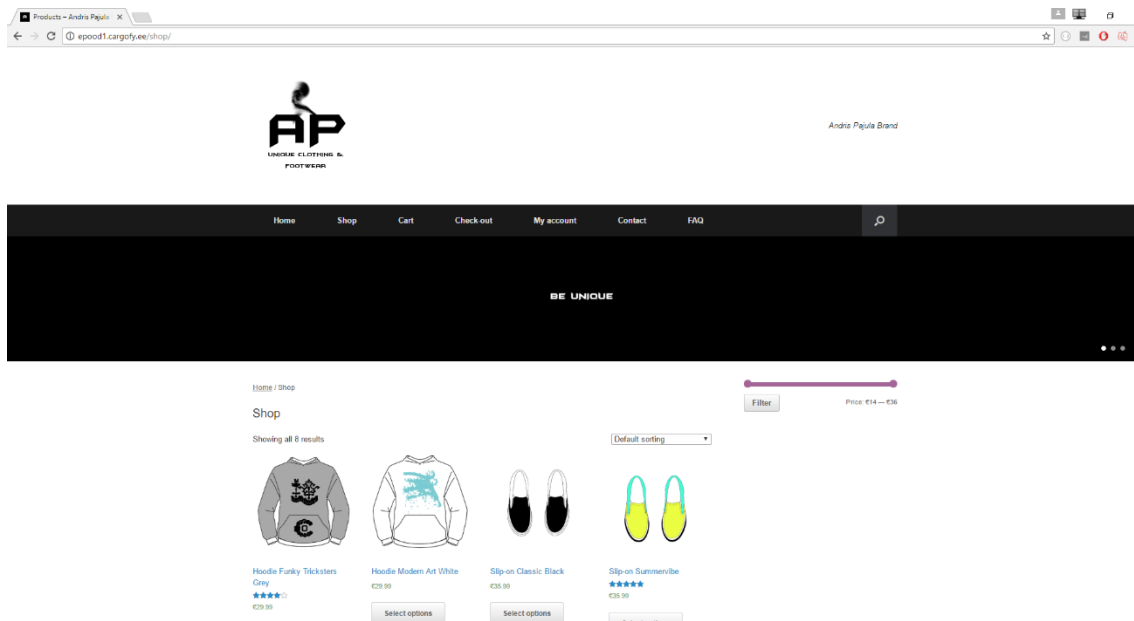 Products – Andris Pajula
epood1.cargofy.ee/shop/
AP
UNIQUE CLOTHING &
FOOTWEAR
Andris Pajula Brand
Home Shop Cart Check-out My account Contact FAQ
BE UNIQUE
Home / Shop
Filter Price: €14 — €36
Shop
Showing all 8 results Default sorting
Hoodie Funky Tricksters
Grey
€29.99
Hoodie Modern Art White
€29.99
Select options
Slip-on Classic Black
€35.99
Select options
Slip-on Summervibe
€35.99